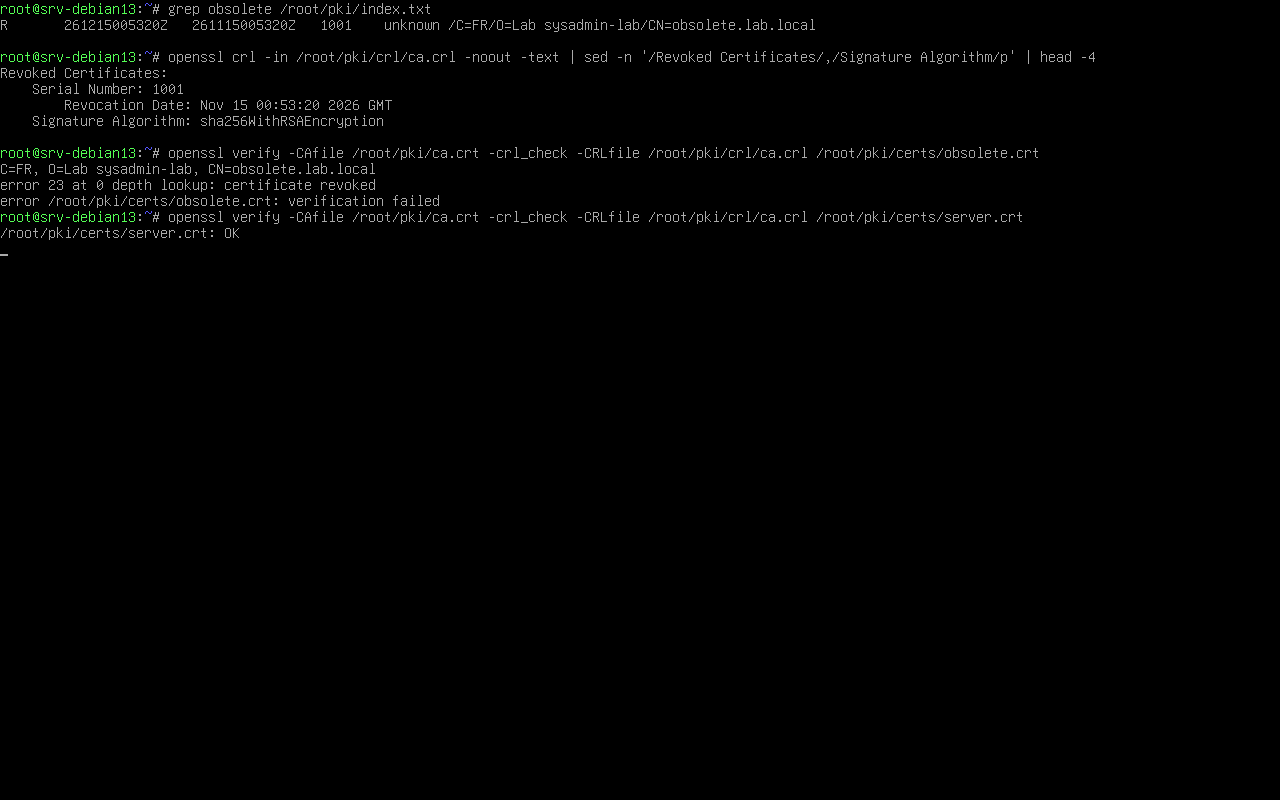 root@srv-debian13:~# grep obsolete /root/pki/index.txt
R       261215005320Z   261115005320Z   1001    unknown /C=FR/O=Lab sysadmin-lab/CN=obsolete.lab.local
root@srv-debian13:~# openssl crl -in /root/pki/crl/ca.crl -noout -text | sed -n '/Revoked Certificates/,/Signature Algorithm/p' | head -4
Revoked Certificates:
    Serial Number: 1001
        Revocation Date: Nov 15 00:53:20 2026 GMT
    Signature Algorithm: sha256WithRSAEncryption
root@srv-debian13:~# openssl verify -CAfile /root/pki/ca.crt -crl_check -CRLfile /root/pki/crl/ca.crl /root/pki/certs/obsolete.crt
C=FR, O=Lab sysadmin-lab, CN=obsolete.lab.local
error 23 at 0 depth lookup: certificate revoked
error /root/pki/certs/obsolete.crt: verification failed
root@srv-debian13:~# openssl verify -CAfile /root/pki/ca.crt -crl_check -CRLfile /root/pki/crl/ca.crl /root/pki/certs/server.crt
/root/pki/certs/server.crt: OK